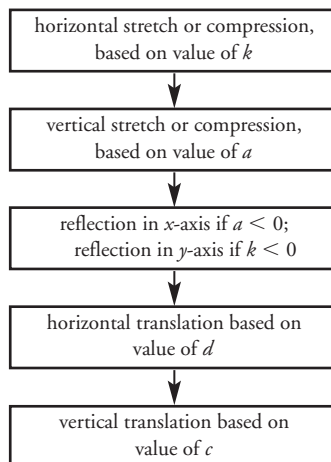 horizontal stretch or compression,
based on value of k
vertical stretch or compression,
based on value of a
reflection in x-axis if a < 0;
reflection in y-axis if k < 0
horizontal translation based on
value of d
vertical translation based on
value of c